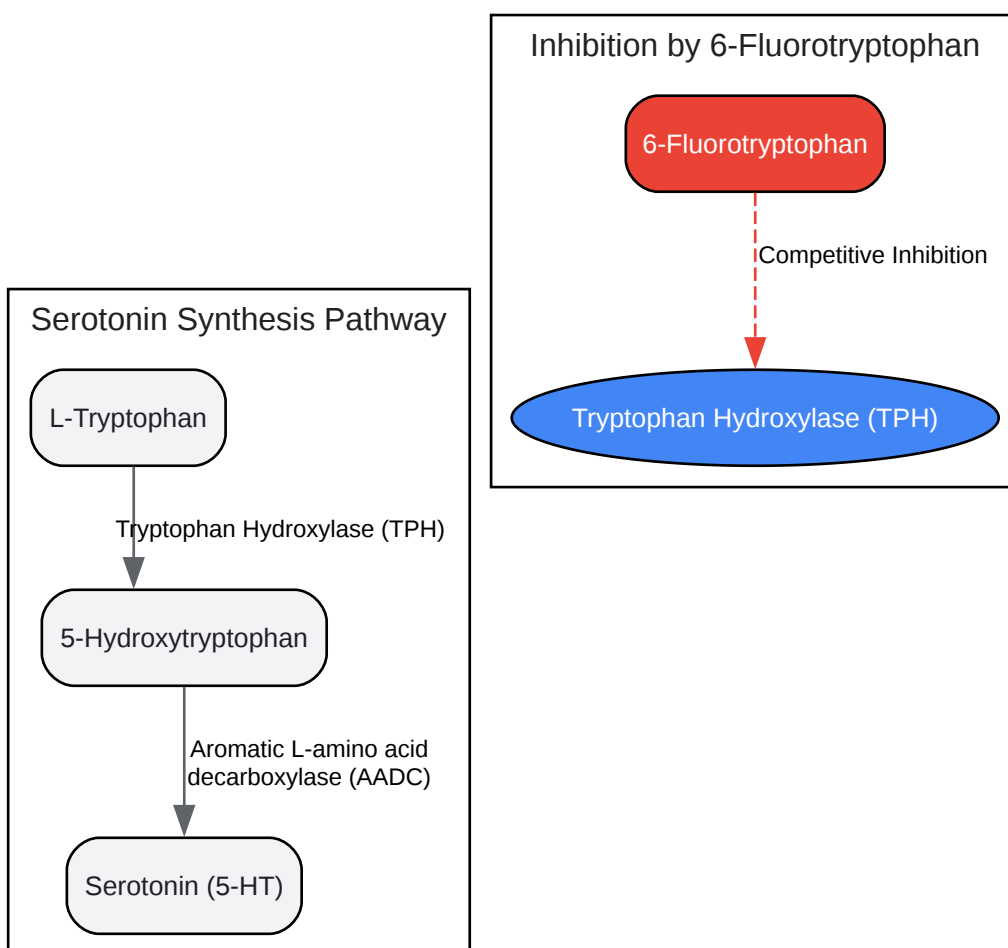 Inhibition by 6-Fluorotryptophan
6-Fluorotryptophan
Competitive Inhibition
Tryptophan Hydroxylase (TPH)
Serotonin Synthesis Pathway
L-Tryptophan
Tryptophan Hydroxylase (TPH)
5-Hydroxytryptophan
Aromatic L-amino acid
decarboxylase (AADC)
Serotonin (5-HT)